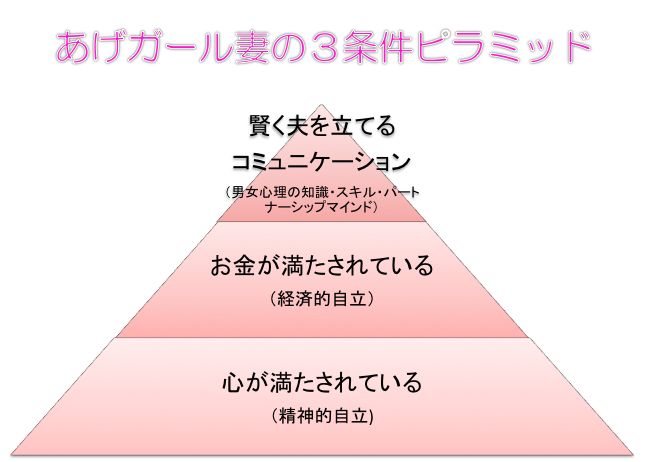 あげガール妻の３条件ピラミッド
賢く夫を立てる
コミュニケーション
（男女心理の知識・スキル・パート
ナーシップマインド）
お金が満たされている
（経済的自立）
心が満たされている
（精神的自立)